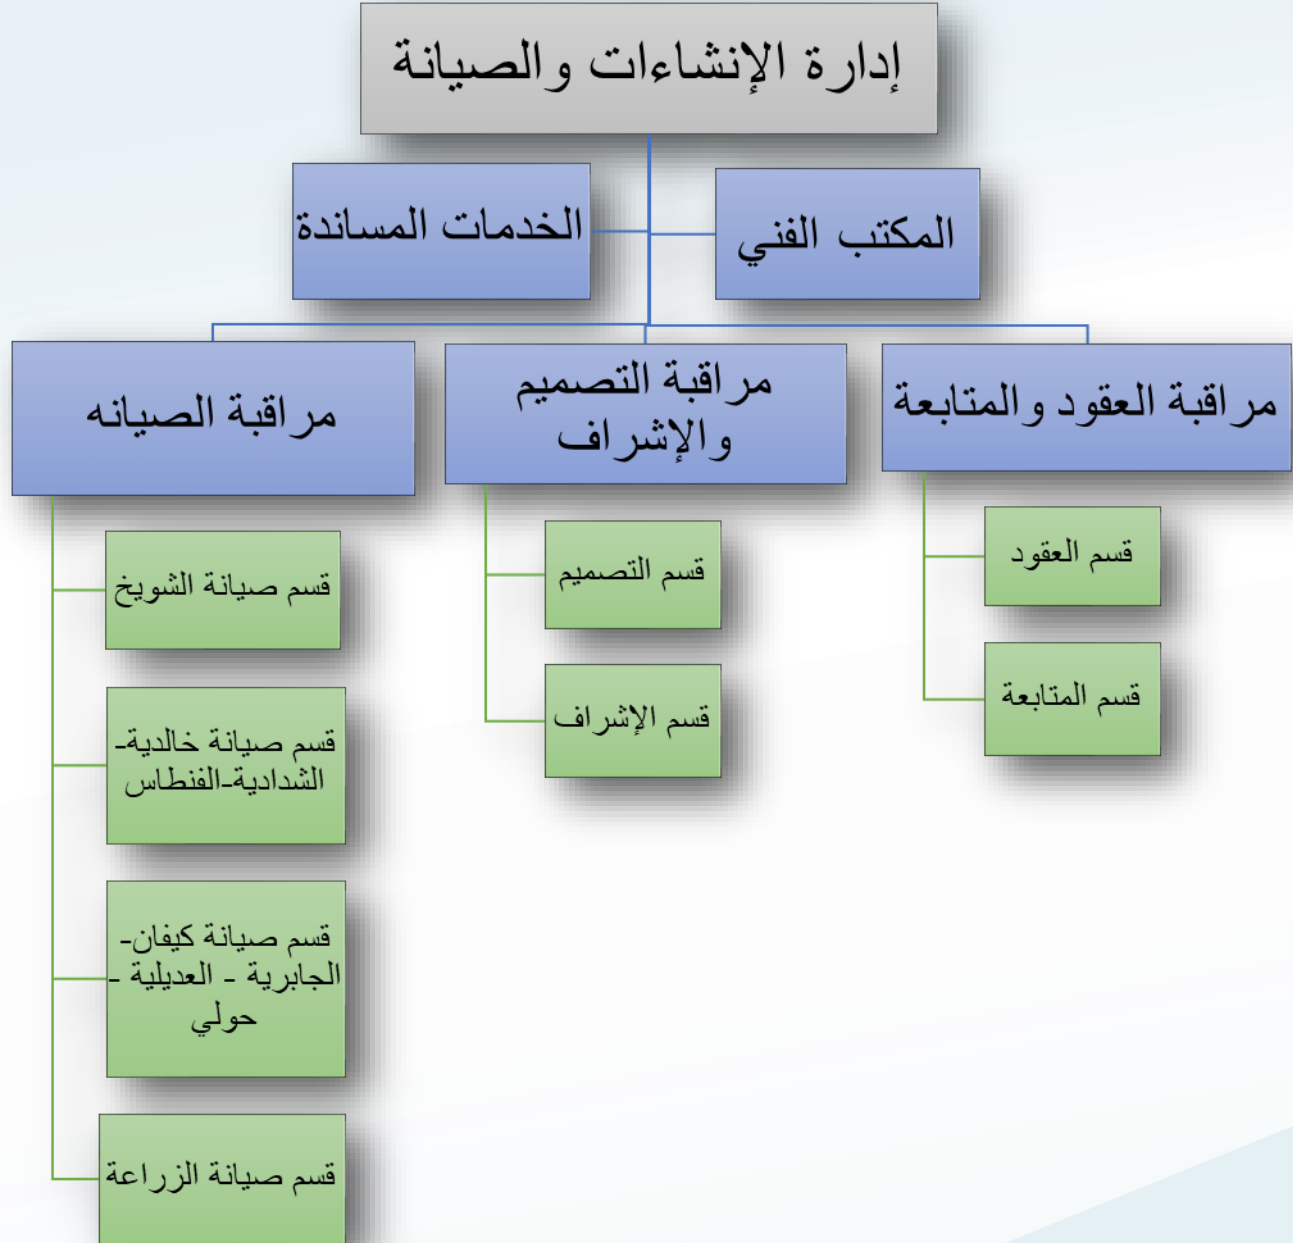 إدارة الإنشاءات والصيانة
المكتب الفني
الخدمات المساندة
مراقبة العقود والمتابعة
قسم العقود
قسم المتابعة
مراقبة التصميم
والإشراف
قسم التصميم
قسم الإشراف
مراقبة الصيانه
قسم صيانة الشويخ
قسم صيانة خالدية-
الشدادية-الفنطاس
قسم صيانة كيفان-
الجابرية - العديلية -
حولي
قسم صيانة الزراعة